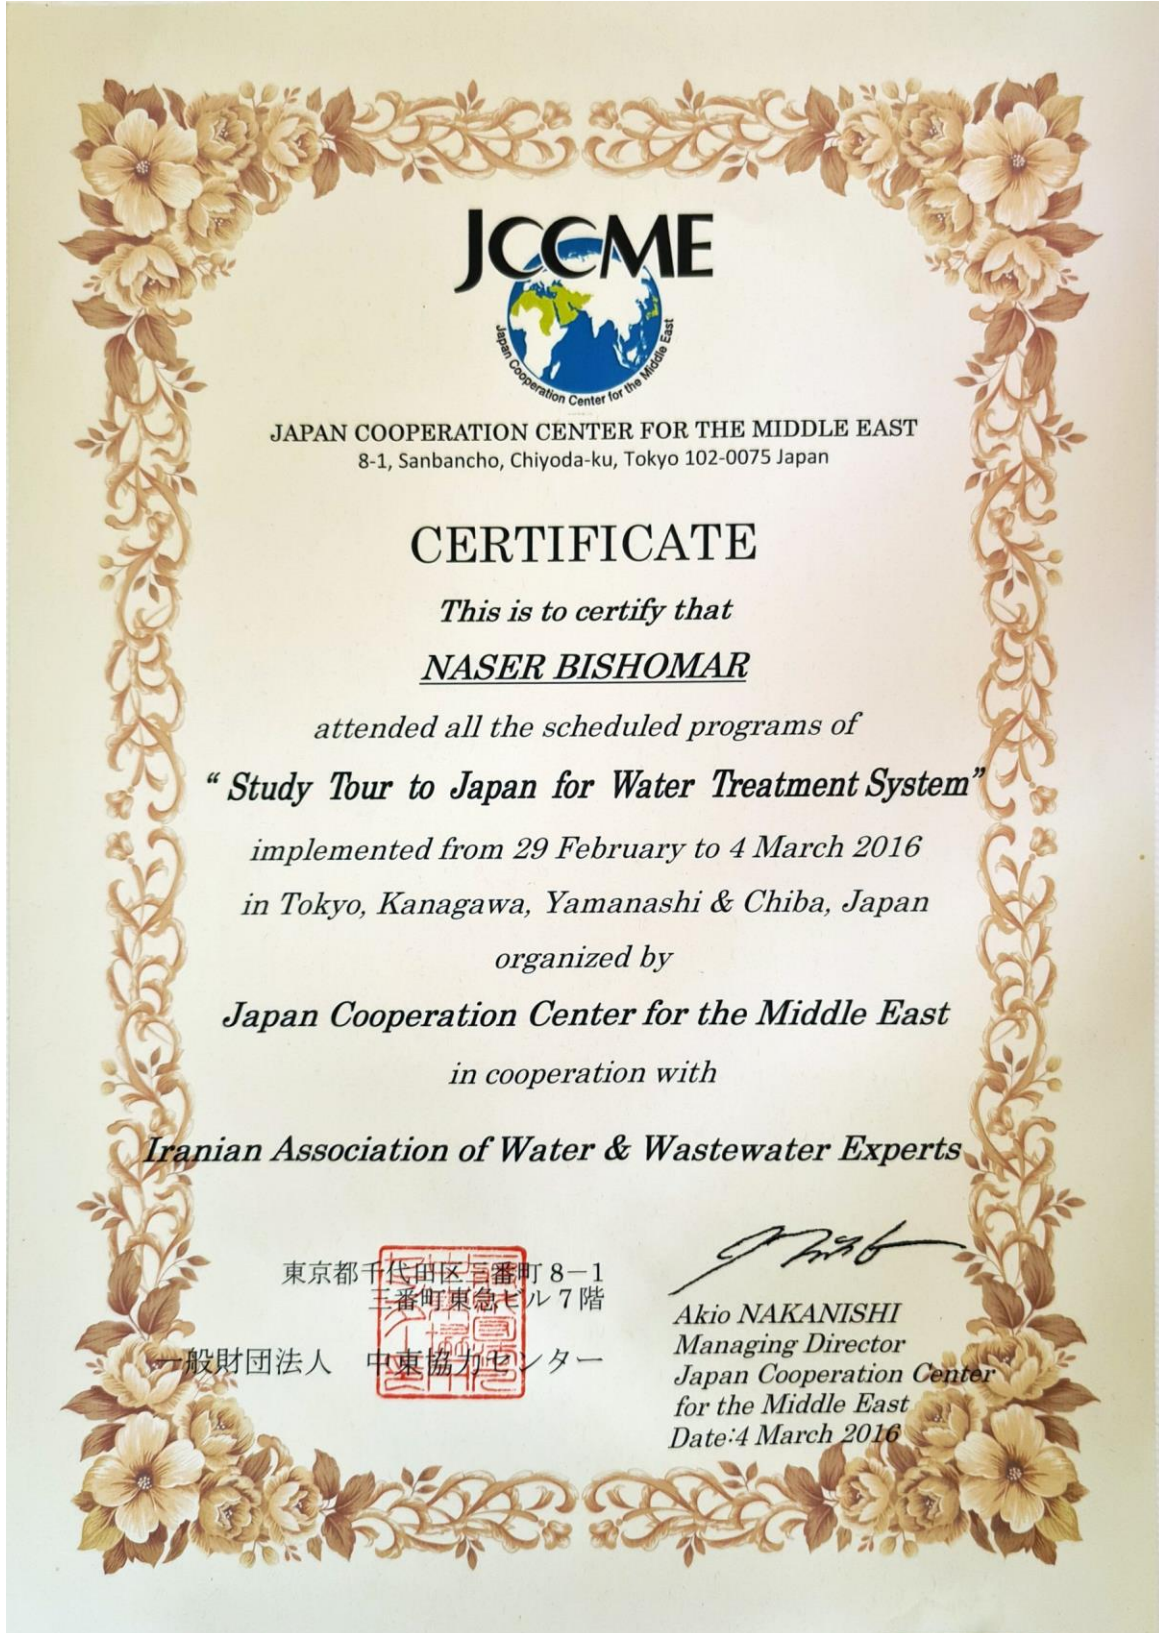 JCCME
Japan Cooperation Center for the Middle East
JAPAN COOPERATION CENTER FOR THE MIDDLE EAST
8-1, Sanbancho, Chiyoda-ku, Tokyo 102-0075 Japan
CERTIFICATE
This is to certify that
NASER BISHOMAR
attended all the scheduled programs of
“ Study Tour to Japan for Water Treatment System”
implemented from 29 February to 4 March 2016
in Tokyo, Kanagawa, Yamanashi & Chiba, Japan
organized by
Japan Cooperation Center for the Middle East
in cooperation with
Iranian Association of Water & Wastewater Experts
東京都千代田区三番町8－1
三番町東急ビル7階
一般財団法人 中東協力センター
Akio NAKANISHI
Managing Director
Japan Cooperation Center
for the Middle East
Date:4 March 2016